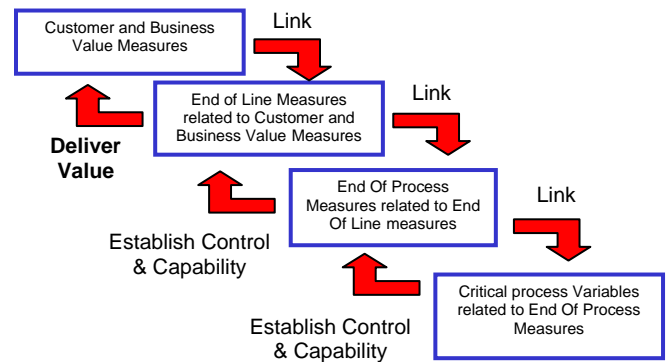 Customer and Business
Value Measures
Link
End of Line Measures
related to Customer and
Business Value Measures
Link
Deliver
Value
End Of Process
Measures related to End
Of Line measures
Link
Establish Control
& Capability
Critical process Variables
related to End Of Process
Measures
Establish Control
& Capability